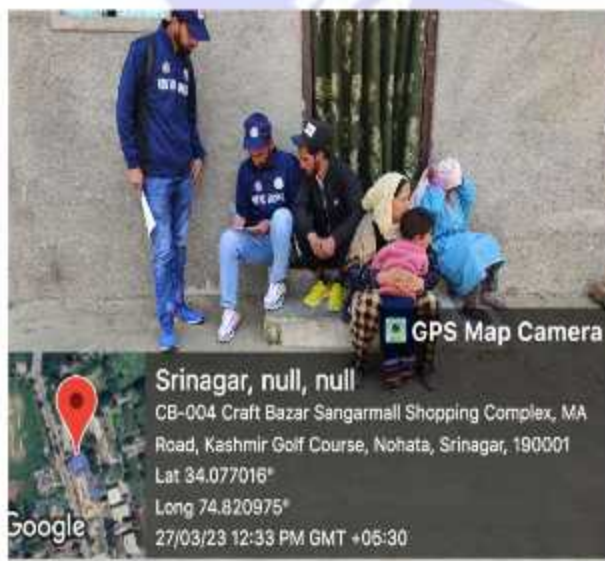 GPS Map Camera
Srinagar, null, null
CB-004 Craft Bazar Sangarmall Shopping Complex, MA
Road, Kashmir Golf Course, Nohata, Srinagar, 190001
Lat 34.077016°
Long 74.820975°
27/03/23 12:33 PM GMT +05:30
Google